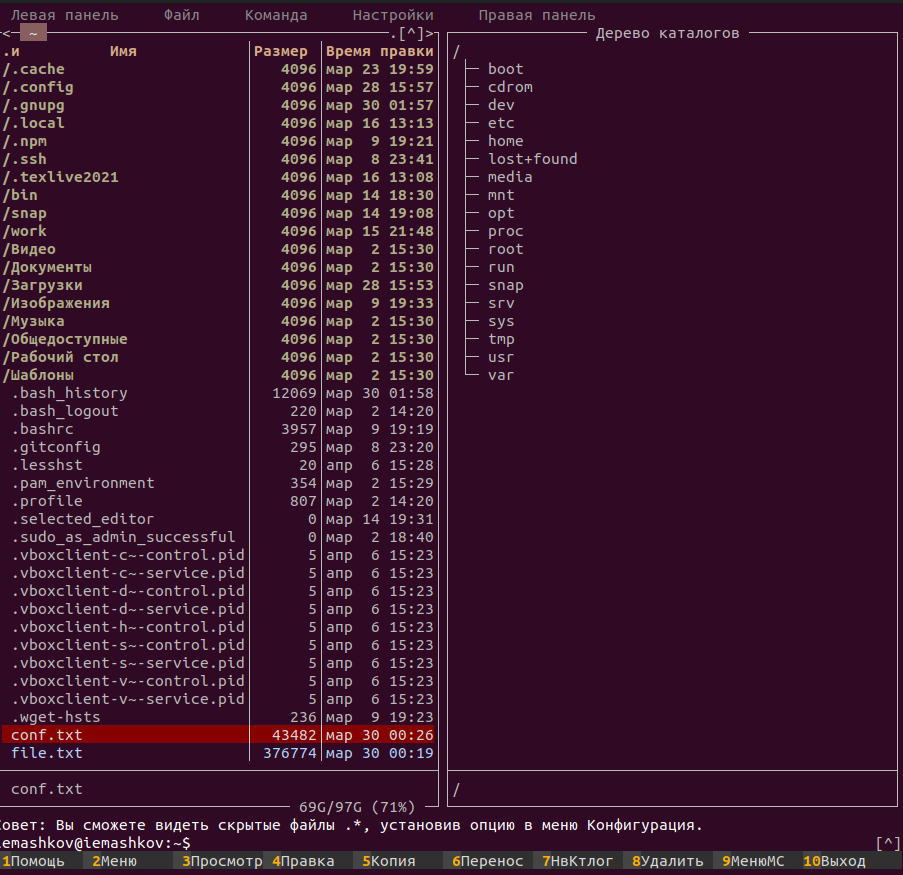 Левая панель Файл Команда Настройки Правая панель
< ~ .[^]> Дерево каталогов
.и Имя Размер Время правки /
/.cache 4096 мар 23 19:59 boot
/.config 4096 мар 28 15:57 cdrom
/.gnupg 4096 мар 30 01:57 dev
/.local 4096 мар 16 13:13 etc
/.npm 4096 мар 9 19:21 home
/.ssh 4096 мар 8 23:41 lost+found
/.texlive2021 4096 мар 16 13:08 media
/bin 4096 мар 14 18:30 mnt
/snap 4096 мар 14 19:08 opt
/work 4096 мар 15 21:48 proc
/Видео 4096 мар 2 15:30 root
/Документы 4096 мар 2 15:30 run
/Загрузки 4096 мар 28 15:53 snap
/Изображения 4096 мар 9 19:33 srv
/Музыка 4096 мар 2 15:30 sys
/Общедоступные 4096 мар 2 15:30 tmp
/Рабочий стол 4096 мар 2 15:30 usr
/Шаблоны 4096 мар 2 15:30 var
.bash_history 12069 мар 30 01:58
.bash_logout 220 мар 2 14:20
.bashrc 3957 мар 9 19:19
.gitconfig 295 мар 8 23:20
.lesshst 20 апр 6 15:28
.pam_environment 354 мар 2 15:29
.profile 807 мар 2 14:20
.selected_editor 0 мар 14 19:31
.sudo_as_admin_successful 0 мар 2 18:40
.vboxclient-c~-control.pid 5 апр 6 15:23
.vboxclient-c~-service.pid 5 апр 6 15:23
.vboxclient-d~-control.pid 5 апр 6 15:23
.vboxclient-d~-service.pid 5 апр 6 15:23
.vboxclient-h~-control.pid 5 апр 6 15:23
.vboxclient-s~-control.pid 5 апр 6 15:23
.vboxclient-s~-service.pid 5 апр 6 15:23
.vboxclient-v~-control.pid 5 апр 6 15:23
.vboxclient-v~-service.pid 5 апр 6 15:23
.wget-hsts 236 мар 9 19:23
conf.txt 43482 мар 30 00:26
file.txt 376774 мар 30 00:19
conf.txt /
69G/97G (71%)
Совет: Вы сможете видеть скрытые файлы .*, установив опцию в меню Конфигурация.
iemashkov@iemashkov:~$ [^]
1Помощь 2Меню 3Просмотр 4Правка 5Копия 6Перенос 7НвКтлог 8Удалить 9МенюMC 10Выход